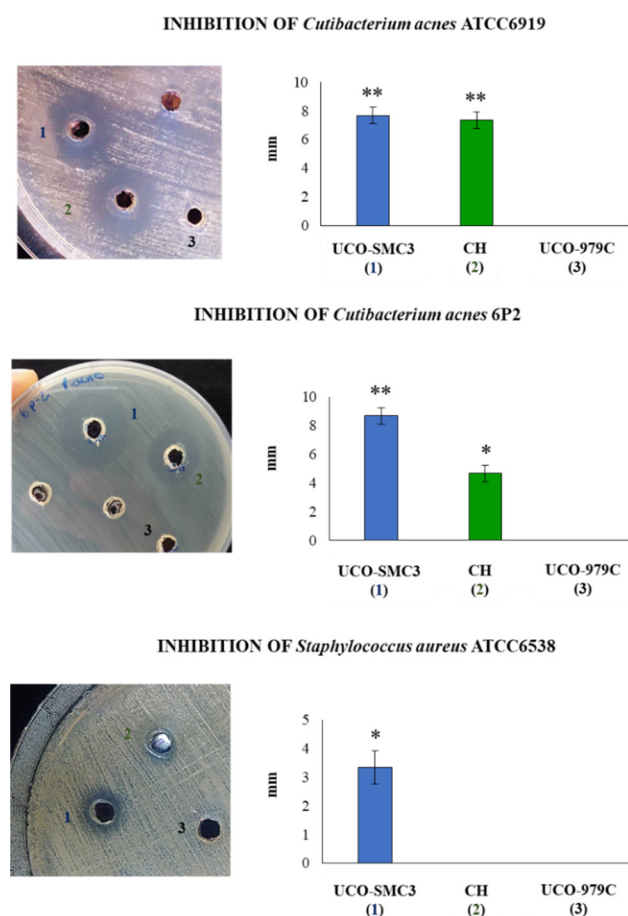 INHIBITION OF Cutibacterium acnes ATCC6919
1
2
3
mm
10
8
6
4
2
0
**
**
UCO-SMC3 CH UCO-979C
(1) (2) (3)
INHIBITION OF Cutibacterium acnes 6P2
1
2
3
mm
10
8
6
4
2
0
**
*
UCO-SMC3 CH UCO-979C
(1) (2) (3)
INHIBITION OF Staphylococcus aureus ATCC6538
2
1
3
mm
5
4
3
2
1
0
*
UCO-SMC3 CH UCO-979C
(1) (2) (3)